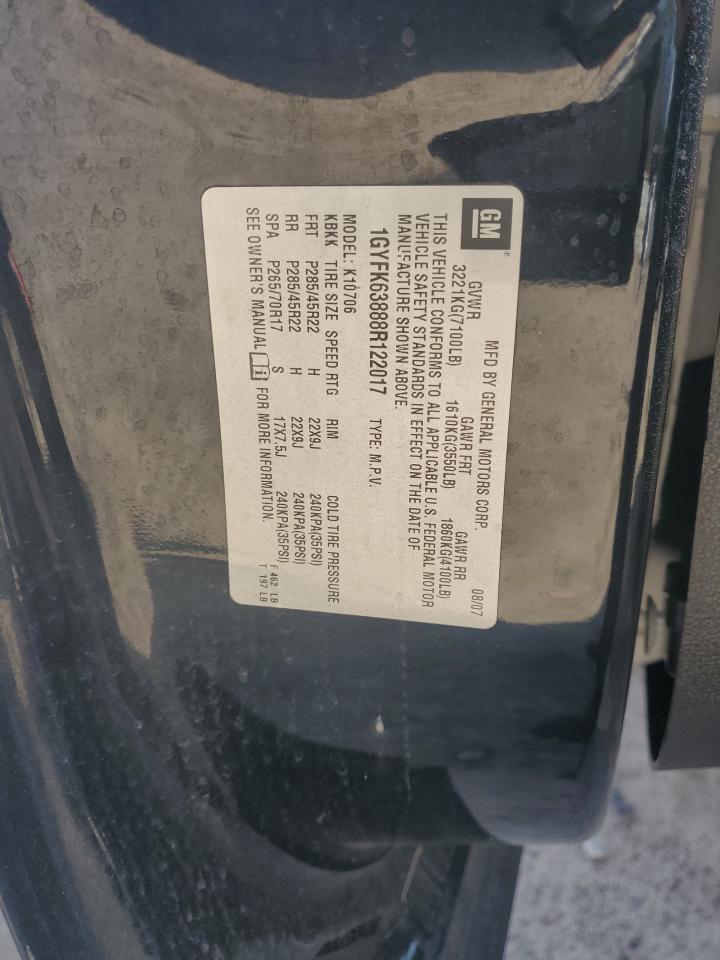 GM ®
MFD BY GENERAL MOTORS CORP. 08/07
GVWR GAWR FRT GAWR RR
3221KG(7100LB) 1610KG(3550LB) 1860KG(4100LB)
THIS VEHICLE CONFORMS TO ALL APPLICABLE U.S. FEDERAL MOTOR
VEHICLE SAFETY STANDARDS IN EFFECT ON THE DATE OF
MANUFACTURE SHOWN ABOVE.
1GYFK63888R122017 TYPE: M.P.V.
MODEL: K10706
KBKK TIRE SIZE SPEED RTG RIM COLD TIRE PRESSURE
FRT P285/45R22 H 22X9J 240KPA(35PSI)
RR P285/45R22 H 22X9J 240KPA(35PSI)
SPA P265/70R17 S 17X7.5J 240KPA(35PSI)
SEE OWNER'S MANUAL i FOR MORE INFORMATION.
F 462 LB
T 197 LB